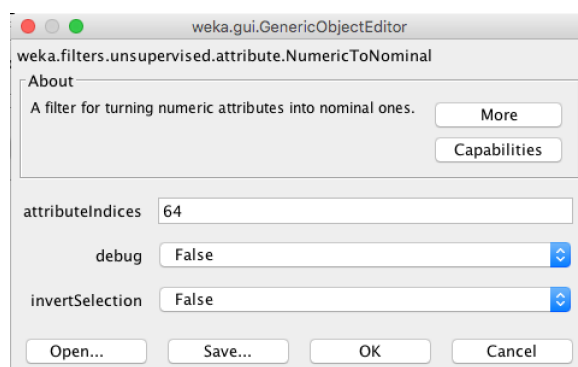 weka.gui.GenericObjectEditor
weka.filters.unsupervised.attribute.NumericToNominal
About
A filter for turning numeric attributes into nominal ones.
More
Capabilities
attributeIndices 64
debug False
invertSelection False
Open... Save... OK Cancel